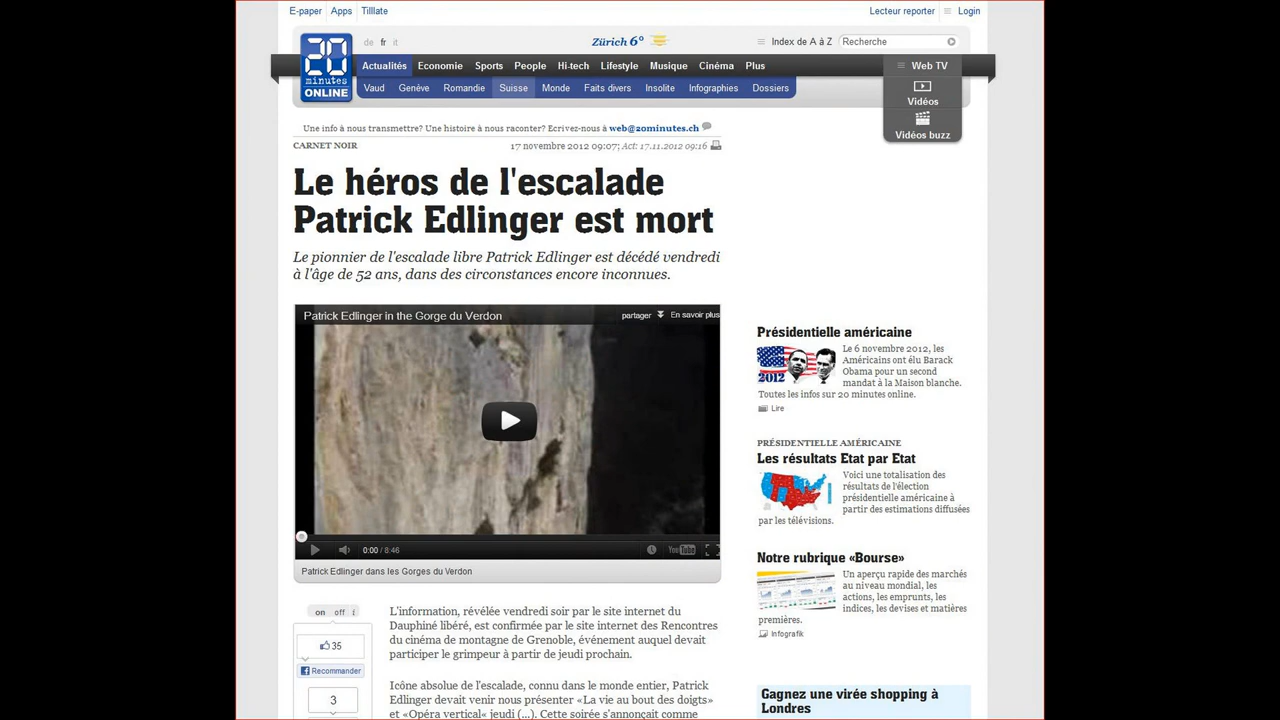 E-paper Apps Tilllate
Lecteur reporter Login
de fr it
Zürich 6°
Index de A á Z Recherche
20 minutes ONLINE
Actualités Economie Sports People Hi-tech Lifestyle Musique Cinéma Plus
Web TV
Vaud Genève Romandie Suisse Monde Faits divers Insolite Infographies Dossiers
Vidéos
Vidéos buzz
Une info à nous transmettre? Une histoire à nous raconter? Ecrivez-nous à web@20minutes.ch
CARNET NOIR
17 novembre 2012 09:07; Act: 17.11.2012 09:16
Le héros de l'escalade
Patrick Edlinger est mort
Le pionnier de l'escalade libre Patrick Edlinger est décédé vendredi
à l'âge de 52 ans, dans des circonstances encore inconnues.
Patrick Edlinger in the Gorge du Verdon
partager En savoir plus
0:00 / 8:46
YouTube
Patrick Edlinger dans les Gorges du Verdon
on off i
35
Recommander
3
L'information, révélée vendredi soir par le site internet du
Dauphiné libéré, est confirmée par le site internet des Rencontres
du cinéma de montagne de Grenoble, événement auquel devait
participer le grimpeur à partir de jeudi prochain.
Icône absolue de l'escalade, connu dans le monde entier, Patrick
Edlinger devait venir nous présenter «La vie au bout des doigts»
et «Opéra vertical« jeudi (...). Cette soirée s'annonçait comme
Présidentielle américaine
2012
Le 6 novembre 2012, les
Américains ont élu Barack
Obama pour un second
mandat à la Maison blanche.
Toutes les infos sur 20 minutes online.
Lire
PRÉSIDENTIELLE AMÉRICAINE
Les résultats Etat par Etat
Voici une totalisation des
résultats de l'élection
présidentielle américaine à
partir des estimations diffusées
par les télévisions.
Notre rubrique «Bourse»
Un aperçu rapide des marchés
au niveau mondial, les
actions, les emprunts, les
indices, les devises et matières
premières.
Infografik
Gagnez une virée shopping à
Londres